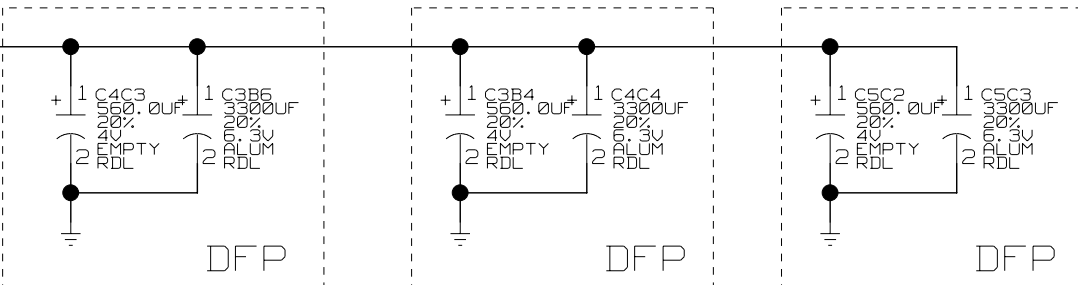 + 1 C4C3
560.0UF
20%
4V
EMPTY
2 RDL
+ 1 C3B6
3300UF
20%
6.3V
ALUM
2 RDL
DFP
+ 1 C3B4
560.0UF
20%
4V
EMPTY
2 RDL
+ 1 C4C4
3300UF
20%
6.3V
ALUM
2 RDL
DFP
+ 1 C5C2
560.0UF
20%
4V
EMPTY
2 RDL
+ 1 C5C3
3300UF
20%
6.3V
ALUM
2 RDL
DFP